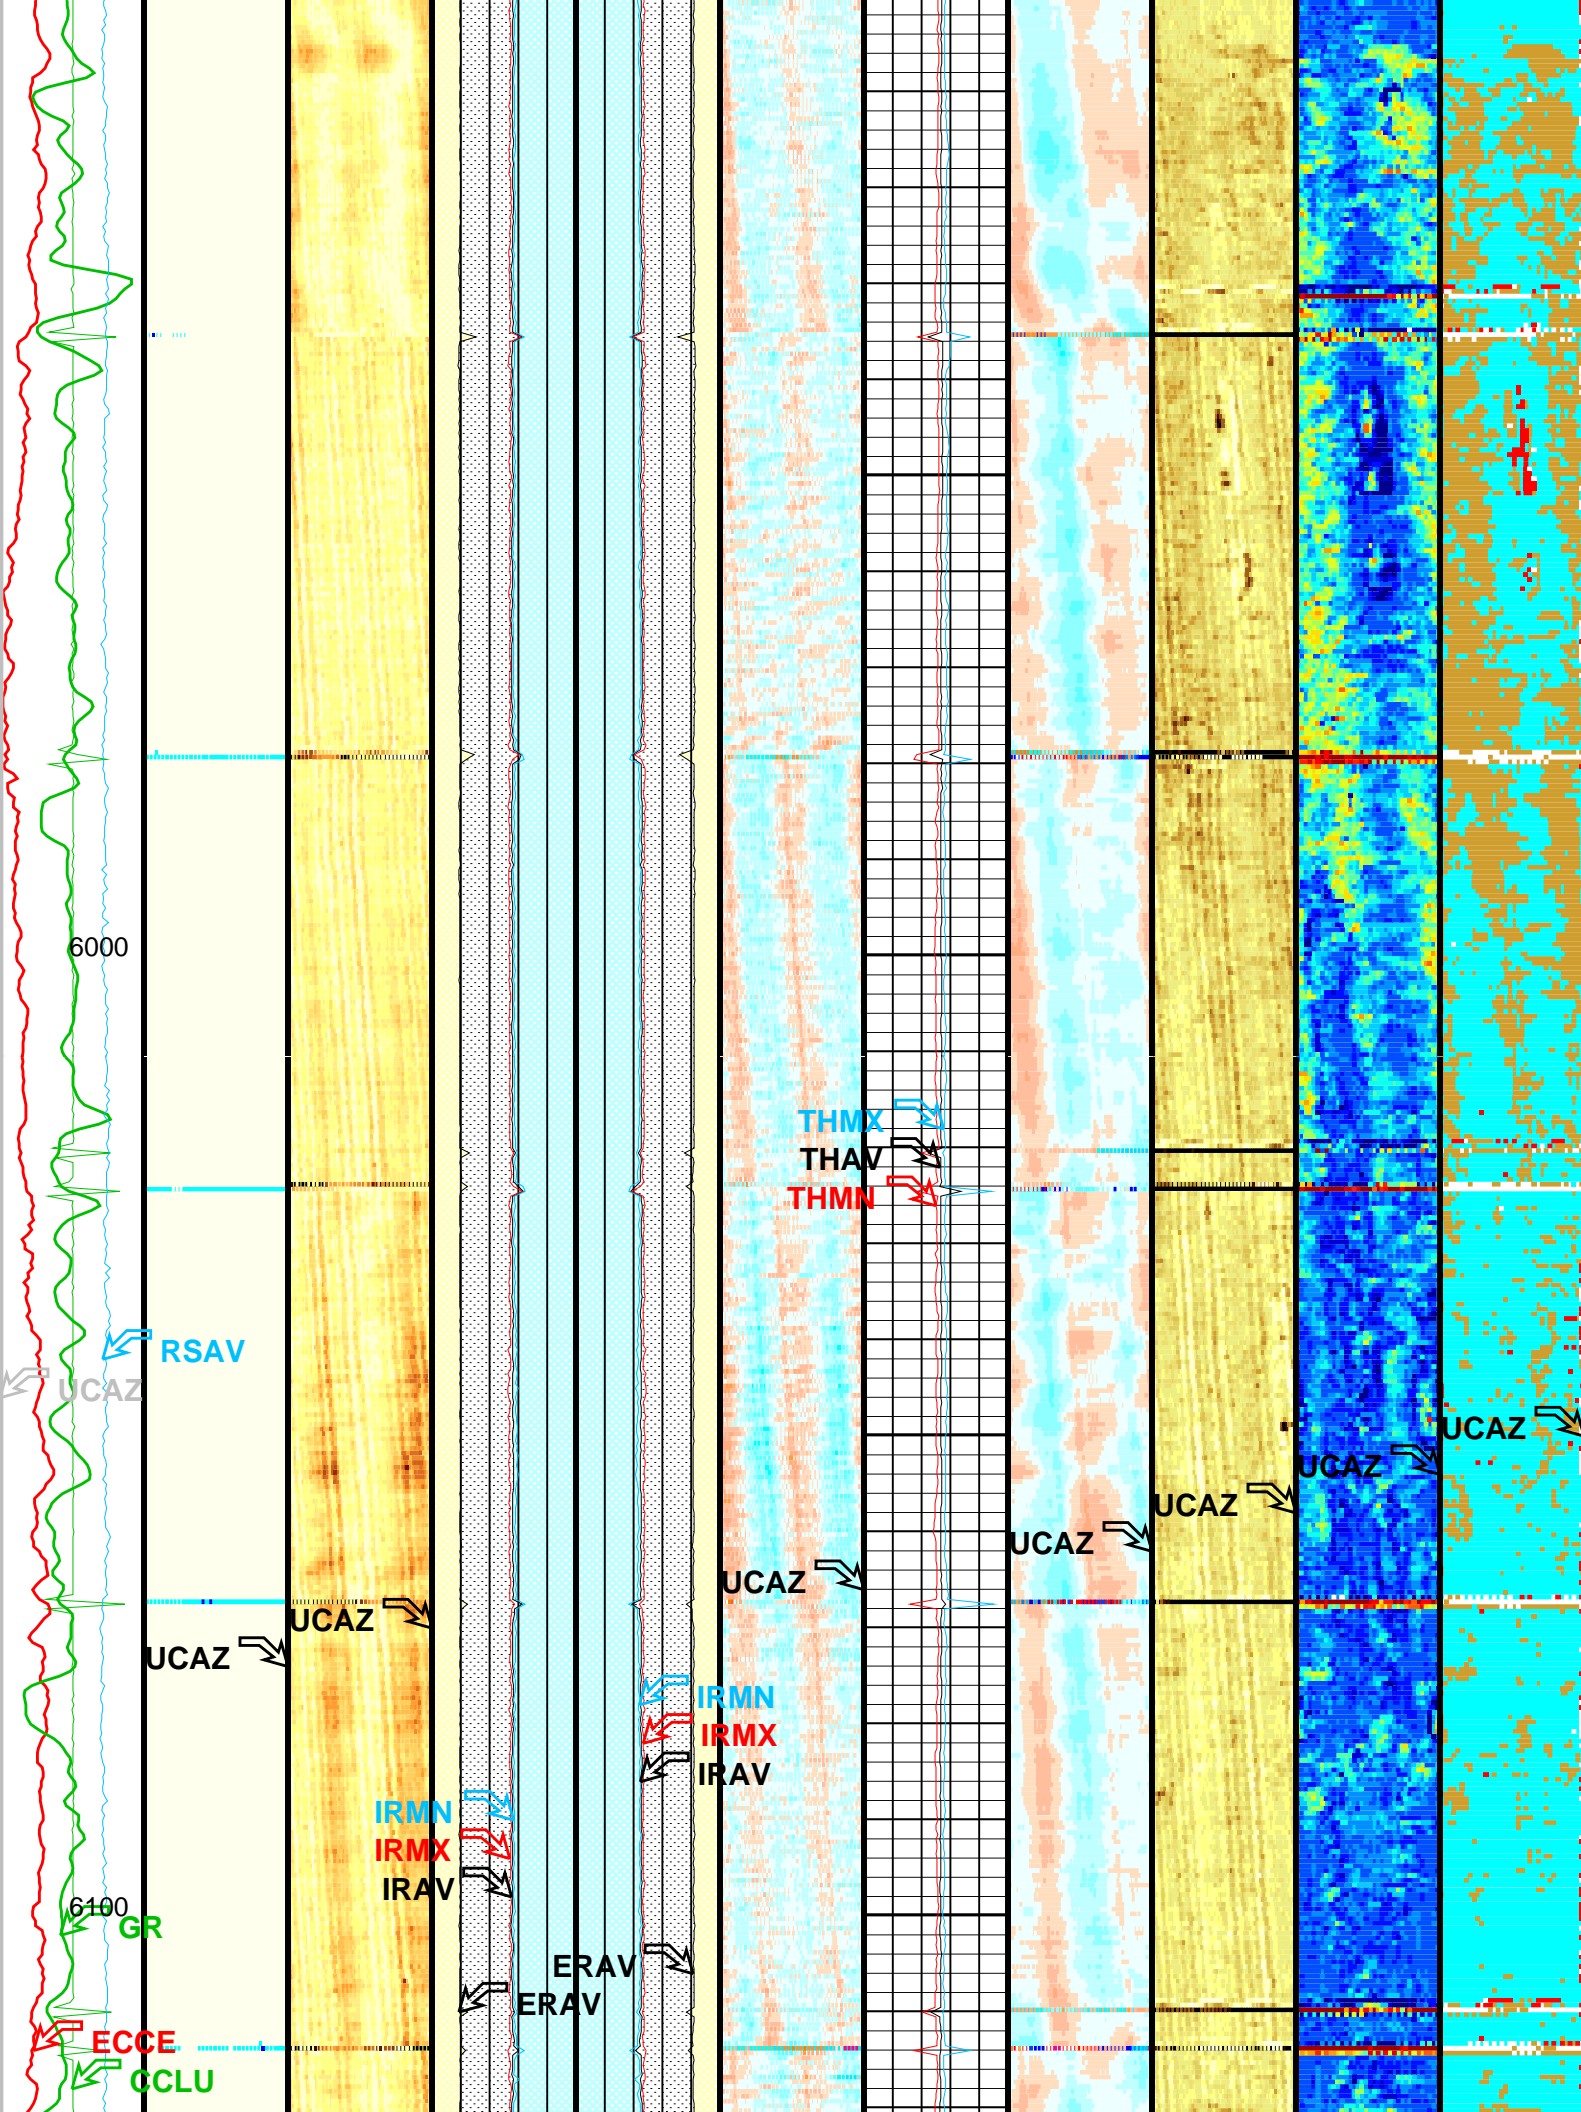 6000
THMX
THAV
THMN
RSAV
UCAZ
UCAZ
UCAZ
UCAZ
UCAZ
UCAZ
UCAZ
UCAZ
IRMN
IRMX
IRAV
IRMN
IRMX
IRAV
6100
GR
ERAV
ERAV
ECCE
CCLU